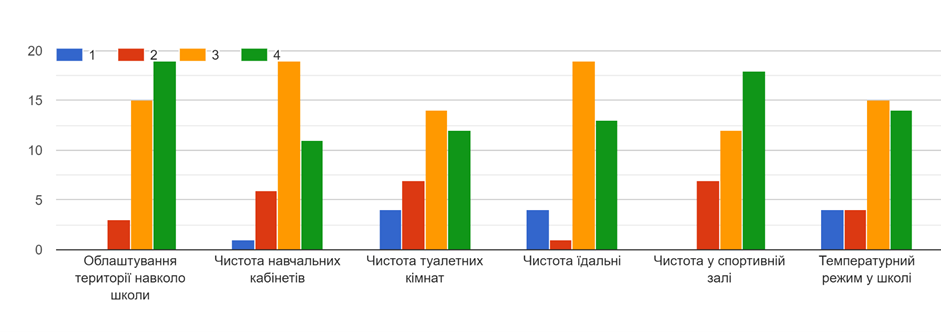 20
1 2 3 4
15
10
5
0
Облаштування території навколо школи
Чистота навчальних кабінетів
Чистота туалетних кімнат
Чистота їдальні
Чистота у спортивній залі
Температурний режим у школі